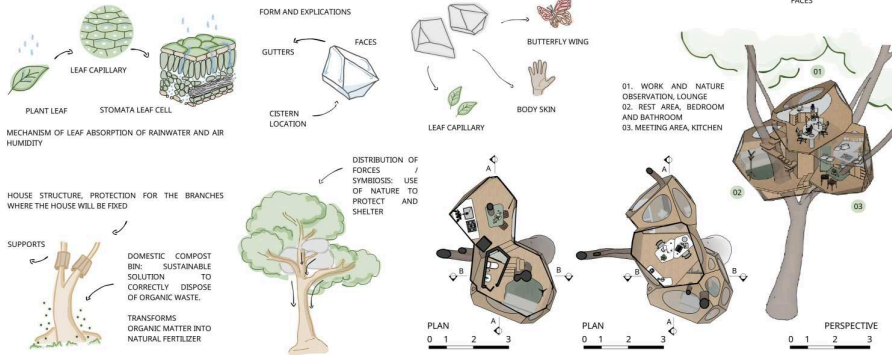 LEAF CAPILLARY
PLANT LEAF
STOMATA LEAF CELL
MECHANISM OF LEAF ABSORPTION OF RAINWATER AND AIR
HUMIDITY
FORM AND EXPLICATIONS
GUTTERS
FACES
CISTERN
LOCATION
BUTTERFLY WING
BODY SKIN
LEAF CAPILLARY
FACES
01. WORK AND NATURE
OBSERVATION, LOUNGE
02. REST AREA, BEDROOM
AND BATHROOM
03. MEETING AREA, KITCHEN
01
02
03
HOUSE STRUCTURE, PROTECTION FOR THE BRANCHES
WHERE THE HOUSE WILL BE FIXED
SUPPORTS
DOMESTIC COMPOST
BIN: SUSTAINABLE
SOLUTION TO
CORRECTLY DISPOSE
OF ORGANIC WASTE.
TRANSFORMS
ORGANIC MATTER INTO
NATURAL FERTILIZER
DISTRIBUTION OF
FORCES /
SYMBIOSIS: USE
OF NATURE TO
PROTECT AND
SHELTER
A
B
B
A
PLAN
0 1 2 3
A
B
B
A
PLAN
0 1 2 3
PERSPECTIVE
0 1 2 3